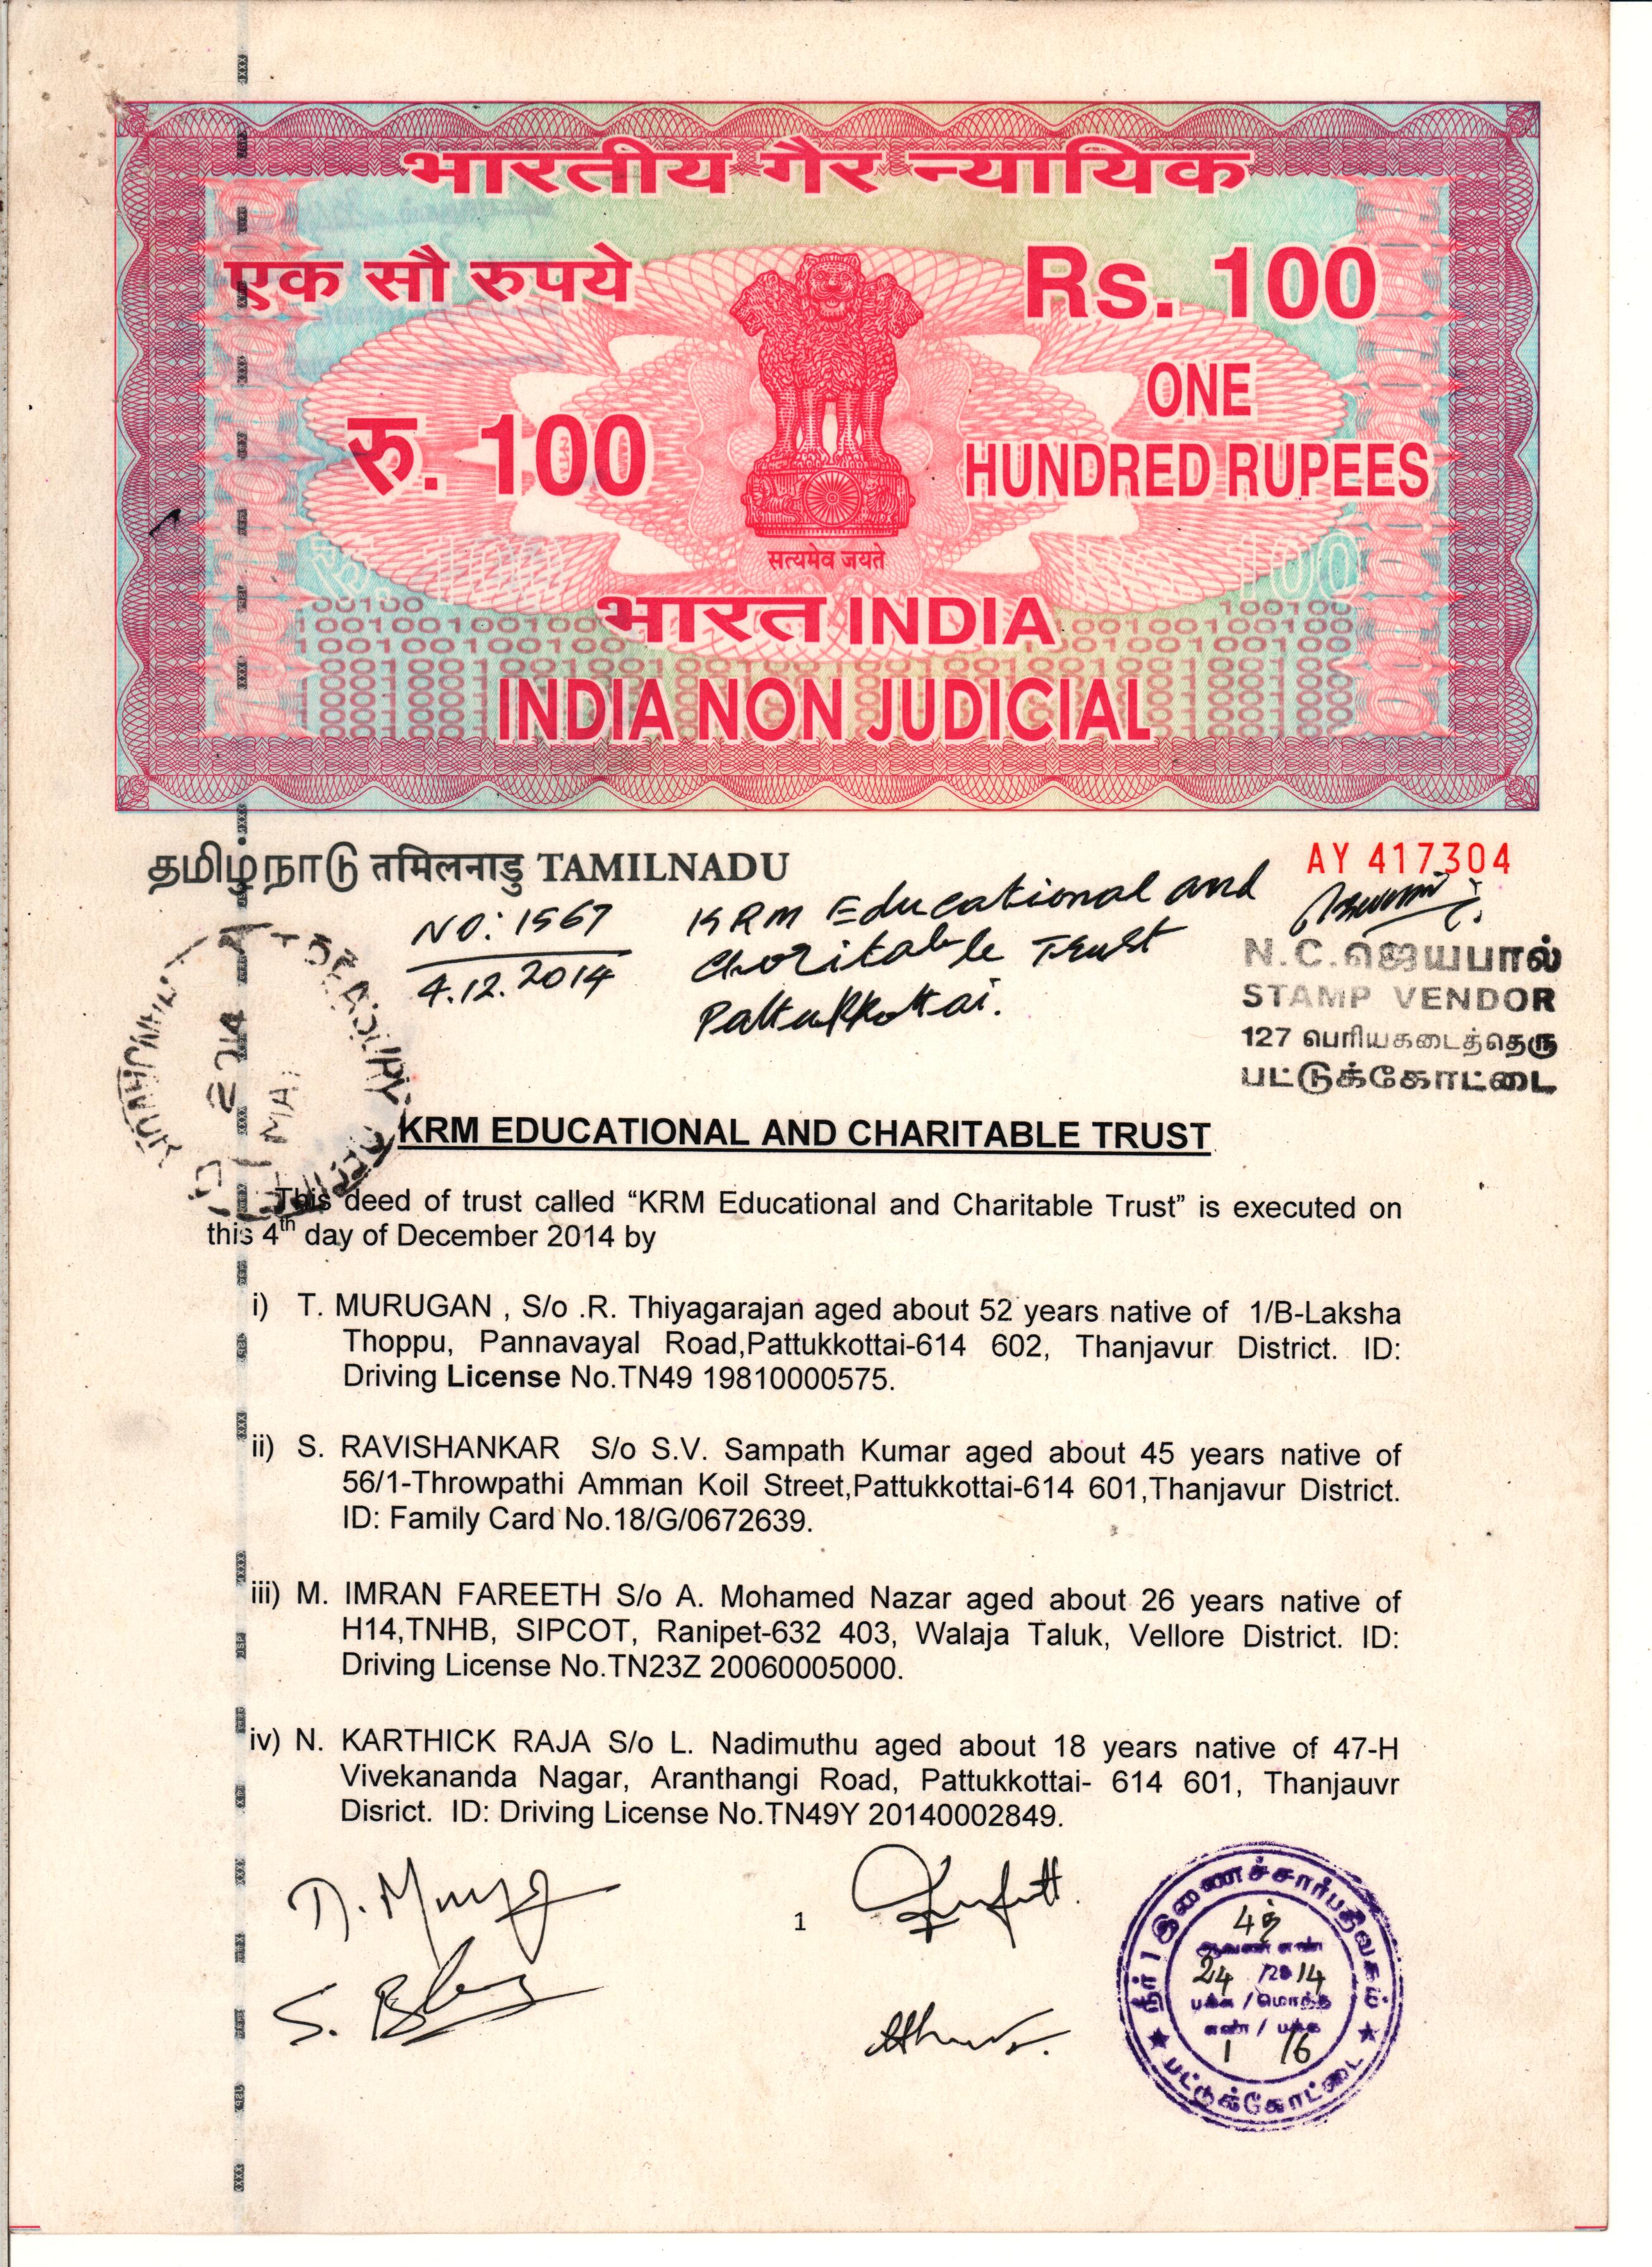 भारतीय गैर न्यायिक
एक सौ रुपये
Rs. 100
रु. 100
ONE
HUNDRED RUPEES
सत्यमेव जयते
भारत INDIA
INDIA NON JUDICIAL
தமிழ்நாடு तमिलनाडु TAMILNADU
AY 417304
NO: 1567
4.12.2014
KRM Educational and
Charitable Trust
Pattukkottai.
N.C.ஜெயபால்
STAMP VENDOR
127 பெரியகடைத்தெரு
பட்டுக்கோட்டை
KRM EDUCATIONAL AND CHARITABLE TRUST
This deed of trust called “KRM Educational and Charitable Trust” is executed on
this 4th day of December 2014 by
i) T. MURUGAN , S/o .R. Thiyagarajan aged about 52 years native of 1/B-Laksha
Thoppu, Pannavayal Road,Pattukkottai-614 602, Thanjavur District. ID:
Driving License No.TN49 19810000575.
ii) S. RAVISHANKAR S/o S.V. Sampath Kumar aged about 45 years native of
56/1-Throwpathi Amman Koil Street,Pattukkottai-614 601,Thanjavur District.
ID: Family Card No.18/G/0672639.
iii) M. IMRAN FAREETH S/o A. Mohamed Nazar aged about 26 years native of
H14,TNHB, SIPCOT, Ranipet-632 403, Walaja Taluk, Vellore District. ID:
Driving License No.TN23Z 20060005000.
iv) N. KARTHICK RAJA S/o L. Nadimuthu aged about 18 years native of 47-H
Vivekananda Nagar, Aranthangi Road, Pattukkottai- 614 601, Thanjauvr
Disrict. ID: Driving License No.TN49Y 20140002849.
1
4த்
ஆவண எண்
24 /2014
பக்க / மொத்த
எண் / பக்க
1 16
பட்டுக்கோட்டை